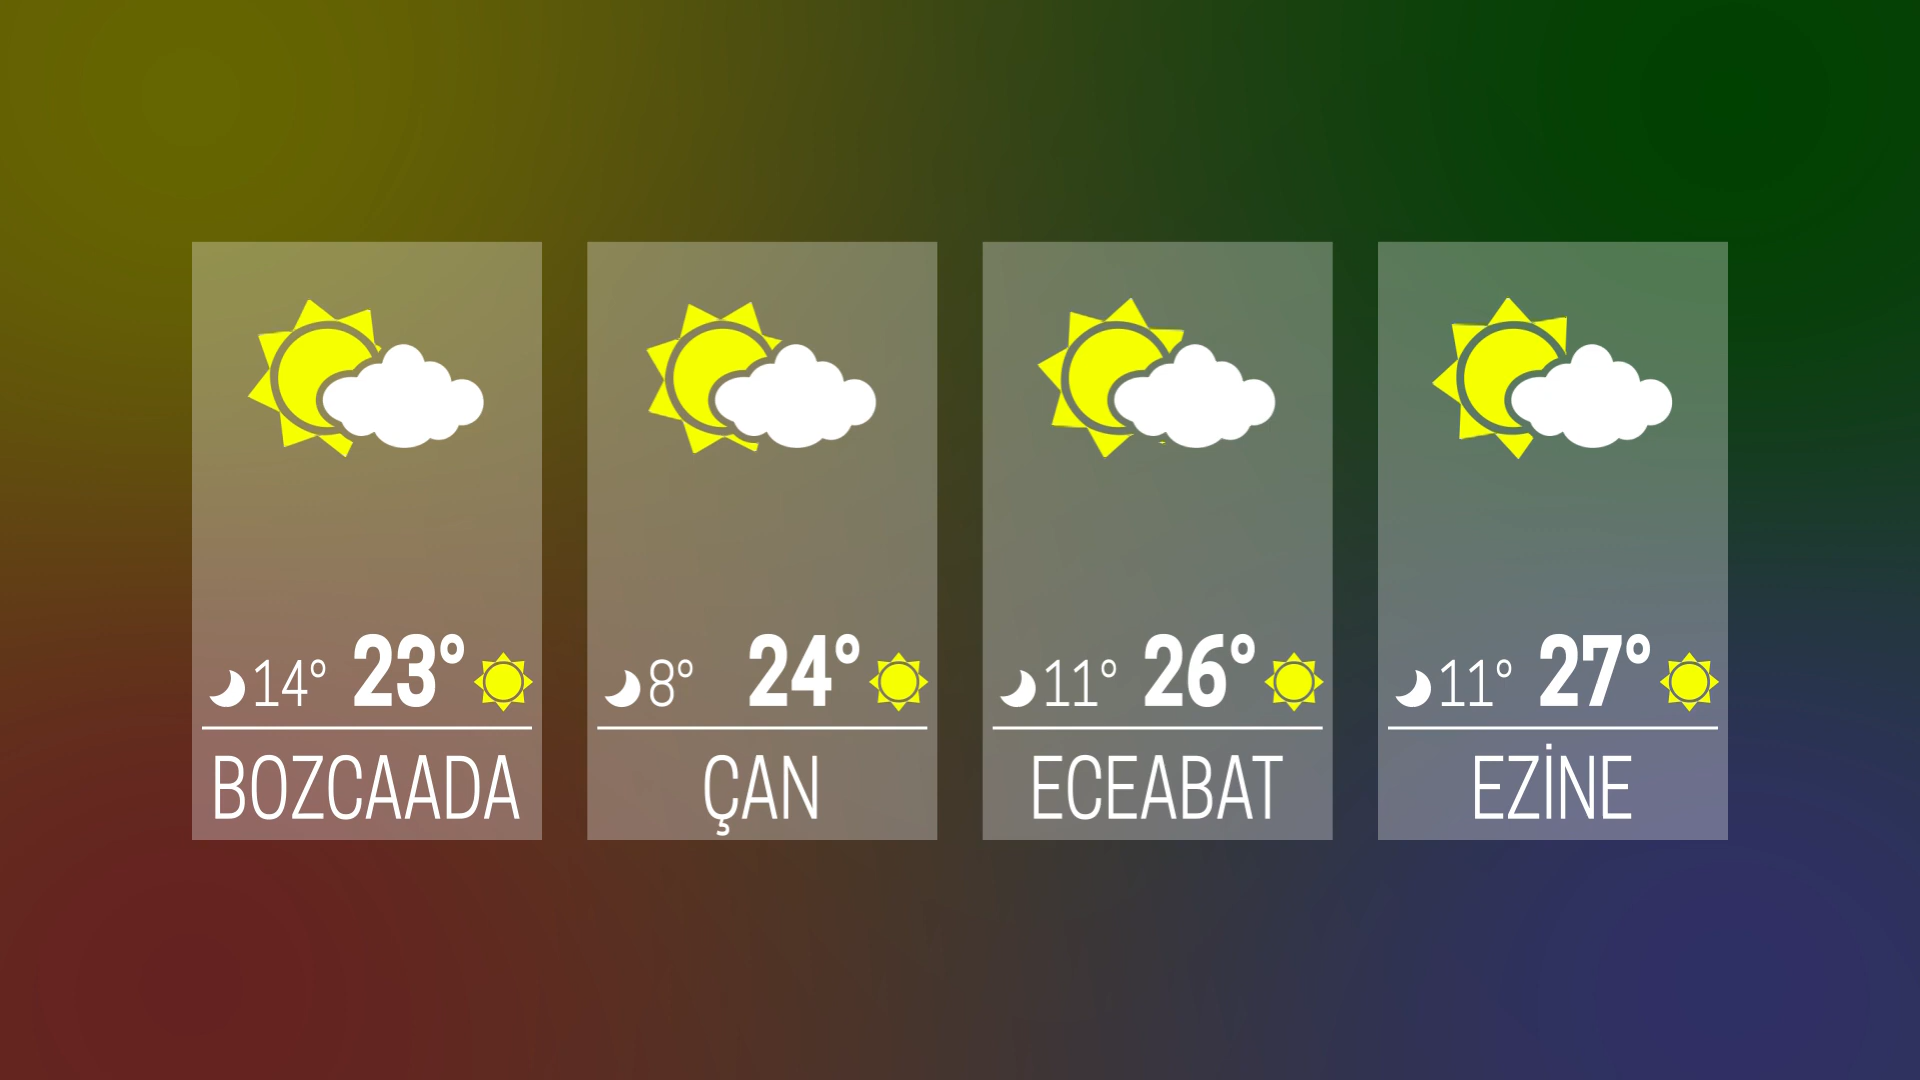 14° 23°
BOZCAADA
8° 24°
ÇAN
11° 26°
ECEABAT
11° 27°
EZİNE